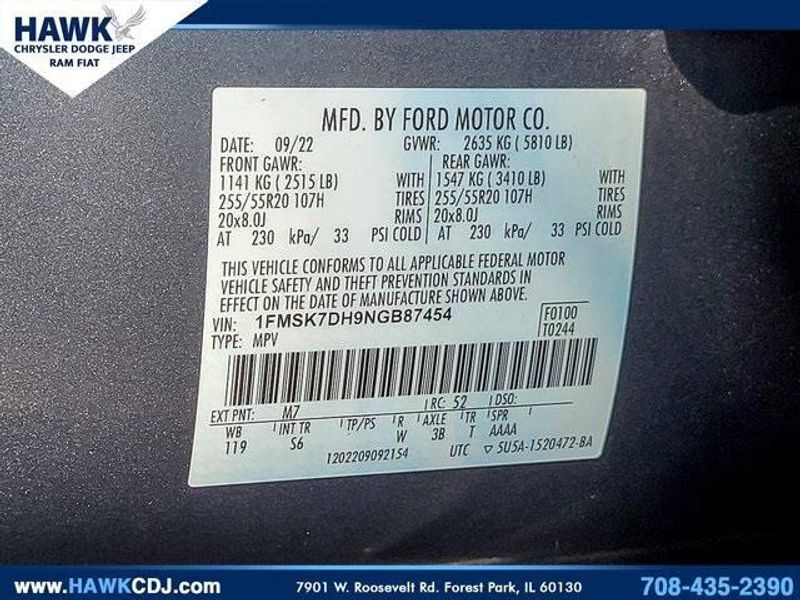 HAWK
CHRYSLER DODGE JEEP
RAM FIAT
MFD. BY FORD MOTOR CO.
DATE: 09/22 GVWR: 2635 KG ( 5810 LB)
FRONT GAWR: REAR GAWR:
1141 KG ( 2515 LB) WITH 1547 KG ( 3410 LB) WITH
255/55R20 107H TIRES 255/55R20 107H TIRES
20x8.0J RIMS 20x8.0J RIMS
AT 230 kPa/ 33 PSI COLD AT 230 kPa/ 33 PSI COLD
THIS VEHICLE CONFORMS TO ALL APPLICABLE FEDERAL MOTOR
VEHICLE SAFETY AND THEFT PREVENTION STANDARDS IN
EFFECT ON THE DATE OF MANUFACTURE SHOWN ABOVE.
VIN: 1FMSK7DH9NGB87454 F0100
TYPE: MPV T0244
EXT PNT: M7 RC: 52 DSO:
WB INT TR TP/PS R AXLE TR SPR
119 S6 W 3B T AAAA
1202209092154 UTC ▽ 5U5A-1520472-BA
www.HAWKCDJ.com 7901 W. Roosevelt Rd. Forest Park, IL 60130 708-435-2390